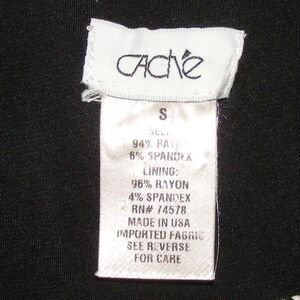 CACHÉ
S
94% RAYON
6% SPANDEX
LINING:
96% RAYON
4% SPANDEX
RN# 74578
MADE IN USA
IMPORTED FABRIC
SEE REVERSE
FOR CARE